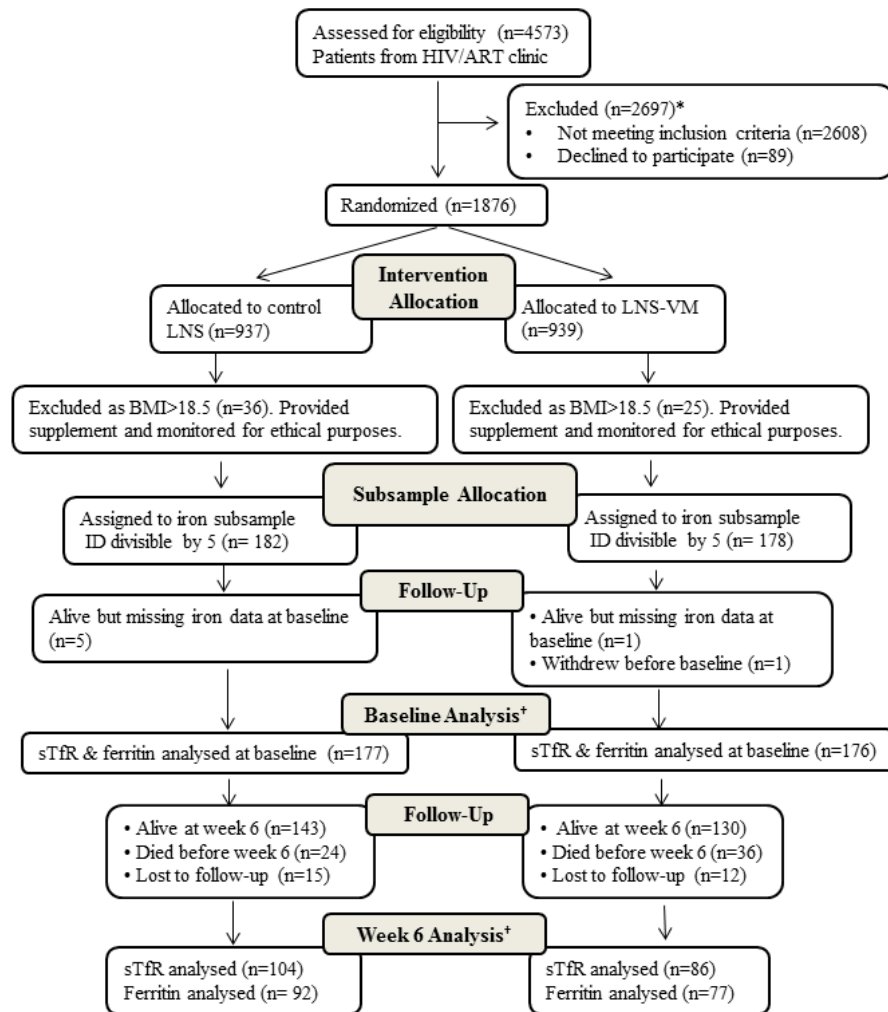 Assessed for eligibility (n=4573)
Patients from HIV/ART clinic
Excluded (n=2697)*
• Not meeting inclusion criteria (n=2608)
• Declined to participate (n=89)
Randomized (n=1876)
Intervention
Allocation
Allocated to control
LNS (n=937)
Allocated to LNS-VM
(n=939)
Excluded as BMI>18.5 (n=36). Provided
supplement and monitored for ethical purposes.
Excluded as BMI>18.5 (n=25). Provided
supplement and monitored for ethical purposes.
Subsample Allocation
Assigned to iron subsample
ID divisible by 5 (n= 182)
Assigned to iron subsample
ID divisible by 5 (n= 178)
Follow-Up
Alive but missing iron data at baseline
(n=5)
• Alive but missing iron data at
baseline (n=1)
• Withdrew before baseline (n=1)
Baseline Analysis†
sTfR & ferritin analysed at baseline (n=177)
sTfR & ferritin analysed at baseline (n=176)
Follow-Up
• Alive at week 6 (n=143)
• Died before week 6 (n=24)
• Lost to follow-up (n=15)
• Alive at week 6 (n=130)
• Died before week 6 (n=36)
• Lost to follow-up (n=12)
Week 6 Analysis†
sTfR analysed (n=104)
Ferritin analysed (n= 92)
sTfR analysed (n=86)
Ferritin analysed (n=77)